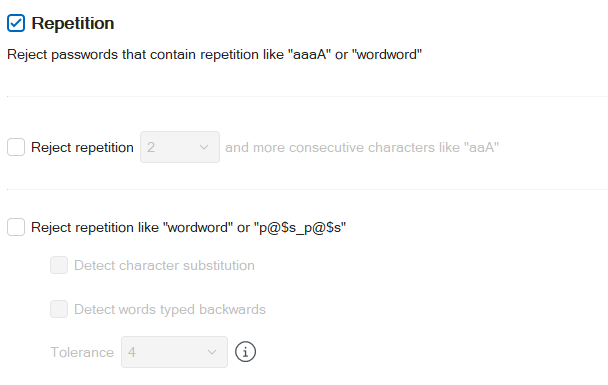 Repetition
Reject passwords that contain repetition like "aaaA" or "wordword"
Reject repetition 2 and more consecutive characters like "aaA"
Reject repetition like "wordword" or "p@$s_p@$s"
Detect character substitution
Detect words typed backwards
Tolerance 4